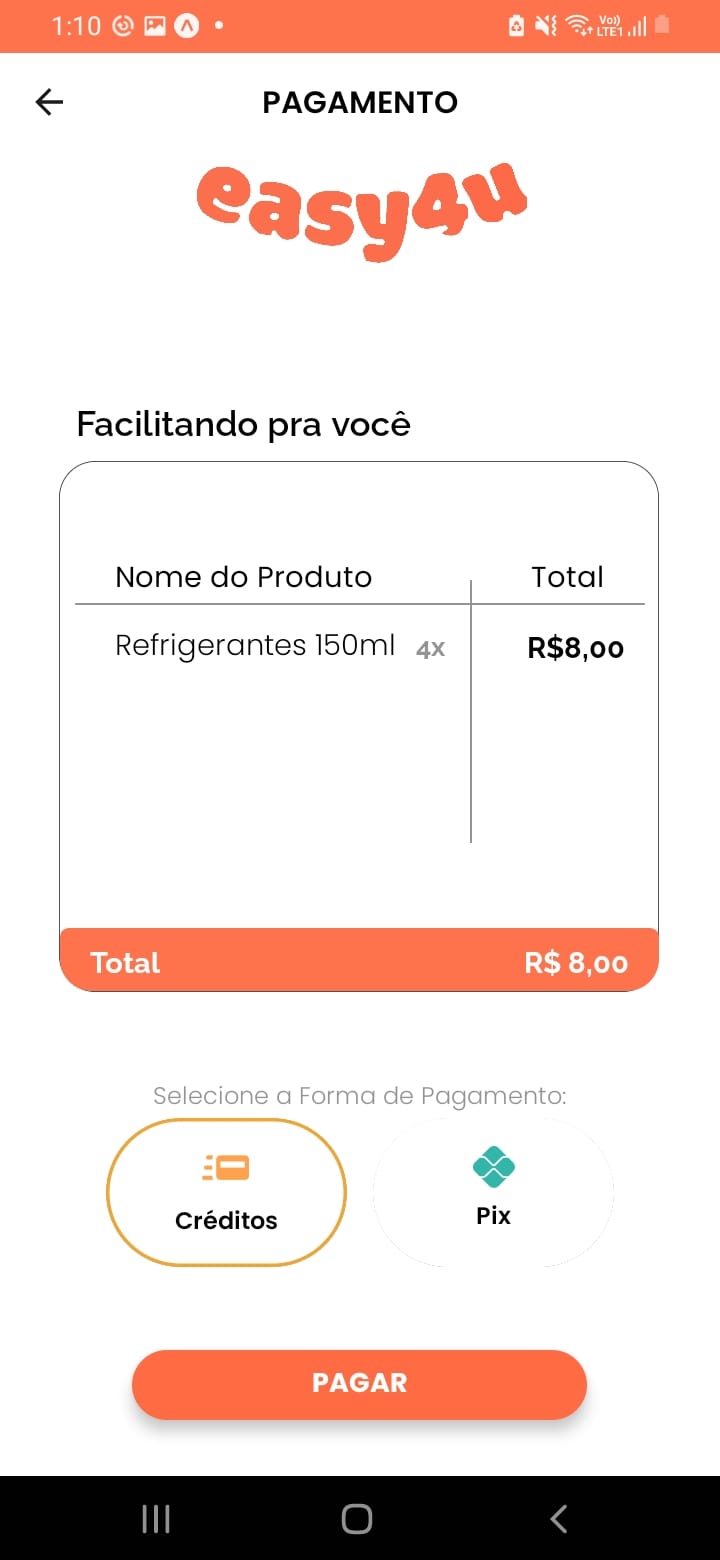 1:10
Vo)) LTE1
PAGAMENTO
easy4u
Facilitando pra você
Nome do Produto Total
Refrigerantes 150ml 4x R$8,00
Total R$ 8,00
Selecione a Forma de Pagamento:
Créditos Pix
PAGAR